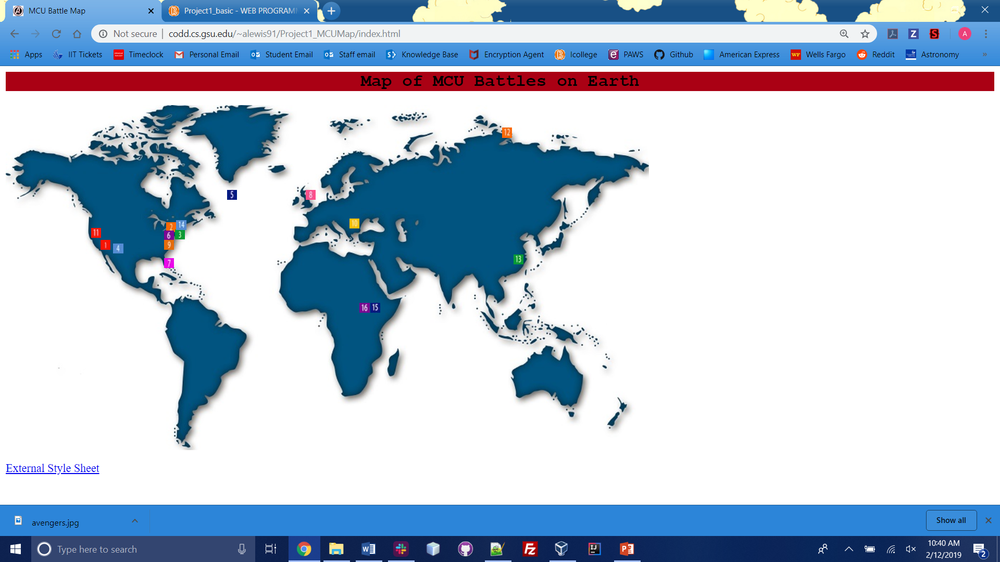 MCU Battle Map
Project1_basic - WEB PROGRAMM
Not secure | codd.cs.gsu.edu/~alewis91/Project1_MCUMap/index.html
A
Apps IIT Tickets Timeclock Personal Email Student Email Staff email Knowledge Base Encryption Agent Icollege PAWS Github American Express Wells Fargo Reddit Astronomy »
Map of MCU Battles on Earth
12
5
8
10
2 14
11
6 3
1 4
9
7
13
16 15
External Style Sheet
avengers.jpg
Show all
Type here to search
10:40 AM
2/12/2019
2